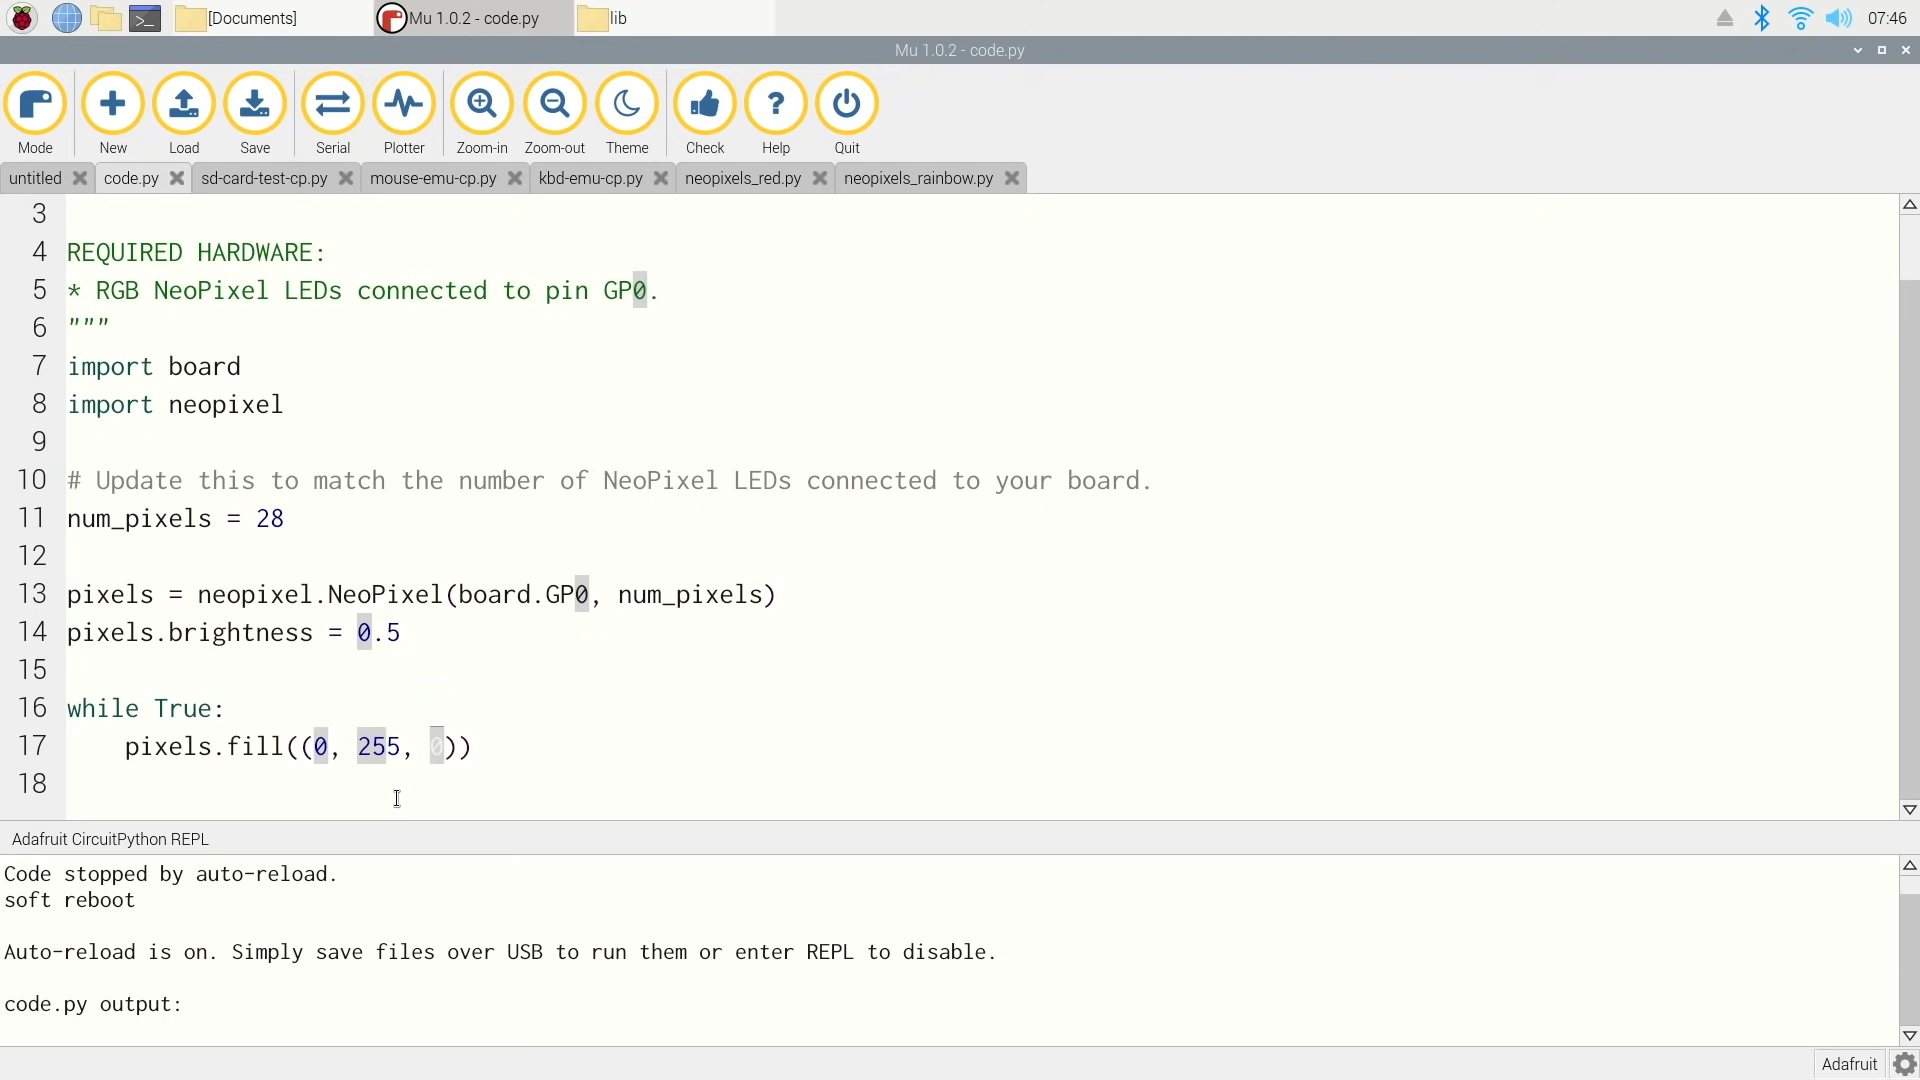 [Documents]
Mu 1.0.2 - code.py
lib
07:46
Mu 1.0.2 - code.py
Mode
New
Load
Save
Serial
Plotter
Zoom-in
Zoom-out
Theme
Check
Help
Quit
untitled
code.py
sd-card-test-cp.py
mouse-emu-cp.py
kbd-emu-cp.py
neopixels_red.py
neopixels_rainbow.py
3
4 REQUIRED HARDWARE:
5 * RGB NeoPixel LEDs connected to pin GP0.
6 """
7 import board
8 import neopixel
9
10 # Update this to match the number of NeoPixel LEDs connected to your board.
11 num_pixels = 28
12
13 pixels = neopixel.NeoPixel(board.GP0, num_pixels)
14 pixels.brightness = 0.5
15
16 while True:
17 pixels.fill((0, 255, 0))
18
Adafruit CircuitPython REPL
Code stopped by auto-reload.
soft reboot
Auto-reload is on. Simply save files over USB to run them or enter REPL to disable.
code.py output:
Adafruit